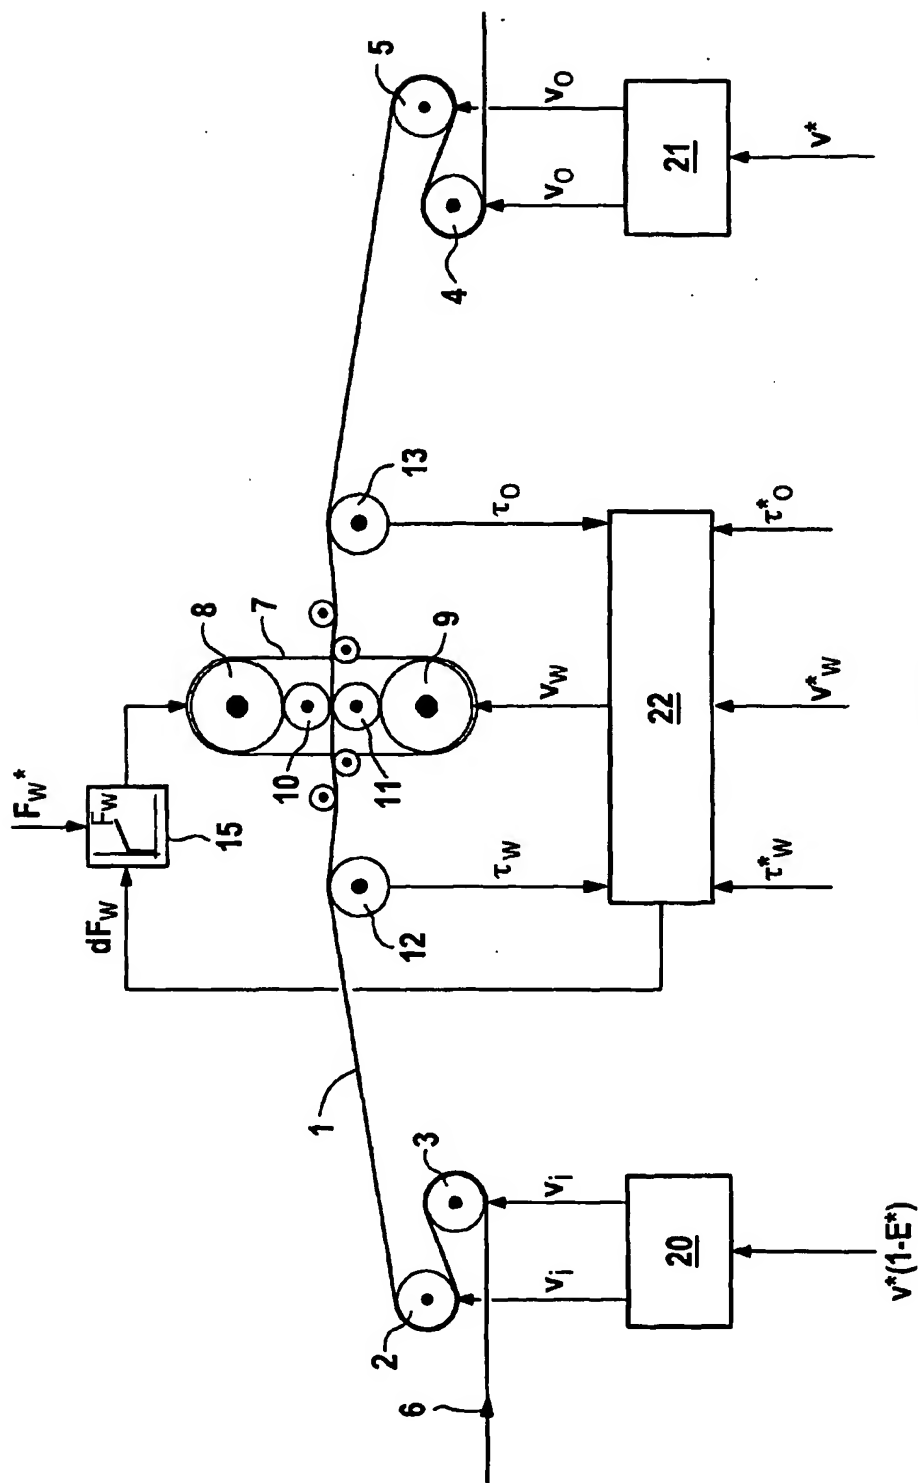 5
v_O
v_O
21
v*
4
13
τ_O
τ*_O
8
7
9
v_W
22
v*_W
F_W*
F_W
15
10
11
dF_W
12
τ_W
τ*_W
1
3
v_i
v_i
20
v*(1-E*)
2
6